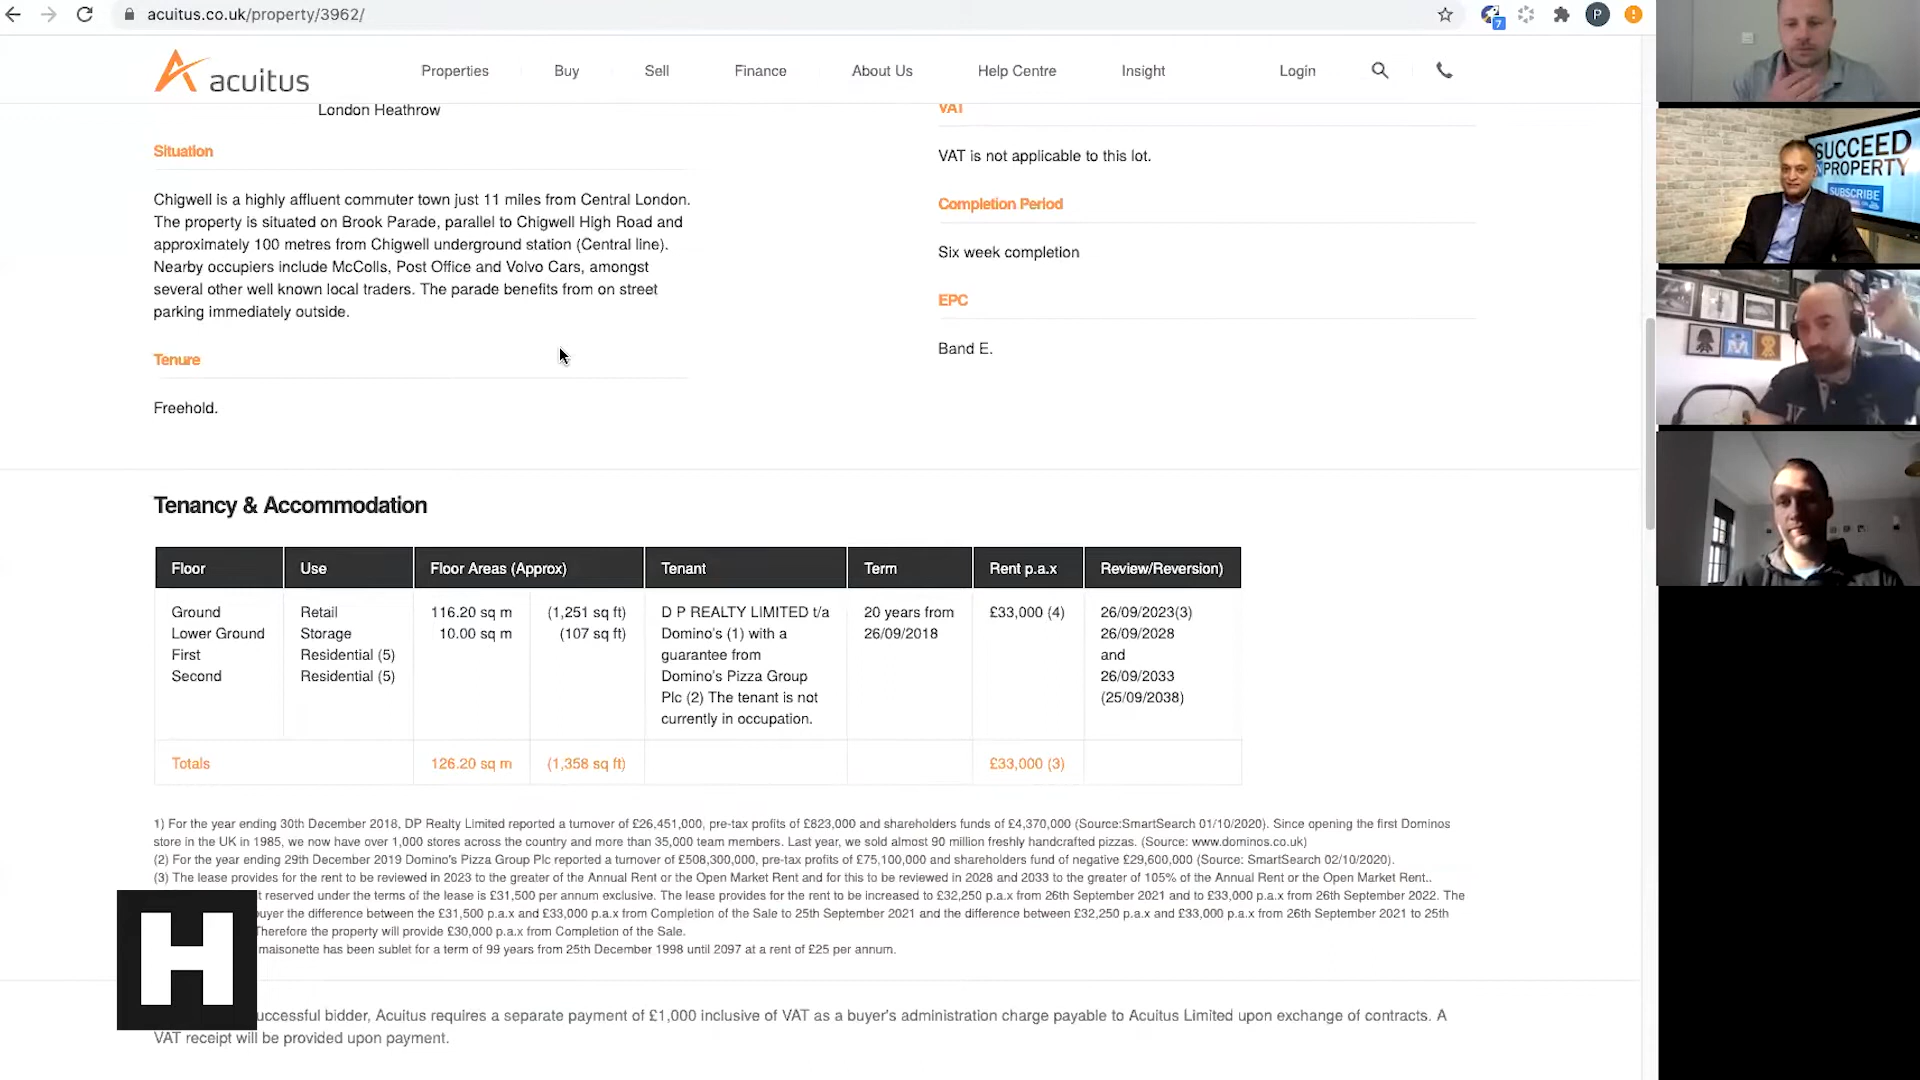 acuitus.co.uk/property/3962/
7
P
acuitus
Properties
Buy
Sell
Finance
About Us
Help Centre
Insight
Login
London Heathrow
Situation
Chigwell is a highly affluent commuter town just 11 miles from Central London.
The property is situated on Brook Parade, parallel to Chigwell High Road and
approximately 100 metres from Chigwell underground station (Central line).
Nearby occupiers include McColls, Post Office and Volvo Cars, amongst
several other well known local traders. The parade benefits from on street
parking immediately outside.
Tenure
Freehold.
VAT
VAT is not applicable to this lot.
Completion Period
Six week completion
EPC
Band E.
SUCCEED
PROPERTY
SUBSCRIBE
Tenancy & Accommodation
Floor
Use
Floor Areas (Approx)
Tenant
Term
Rent p.a.x
Review/Reversion)
Ground
Lower Ground
First
Second
Retail
Storage
Residential (5)
Residential (5)
116.20 sq m
10.00 sq m
(1,251 sq ft)
(107 sq ft)
D P REALTY LIMITED t/a
Domino's (1) with a
guarantee from
Domino's Pizza Group
Plc (2) The tenant is not
currently in occupation.
20 years from
26/09/2018
£33,000 (4)
26/09/2023(3)
26/09/2028
and
26/09/2033
(25/09/2038)
Totals
126.20 sq m
(1,358 sq ft)
£33,000 (3)
1) For the year ending 30th December 2018, DP Realty Limited reported a turnover of £26,451,000, pre-tax profits of £823,000 and shareholders funds of £4,370,000 (Source:SmartSearch 01/10/2020). Since opening the first Dominos
store in the UK in 1985, we now have over 1,000 stores across the country and more than 35,000 team members. Last year, we sold almost 90 million freshly handcrafted pizzas. (Source: www.dominos.co.uk)
(2) For the year ending 29th December 2019 Domino's Pizza Group Plc reported a turnover of £508,300,000, pre-tax profits of £75,100,000 and shareholders fund of negative £29,600,000 (Source: SmartSearch 02/10/2020).
(3) The lease provides for the rent to be reviewed in 2023 to the greater of the Annual Rent or the Open Market Rent and for this to be reviewed in 2028 and 2033 to the greater of 105% of the Annual Rent or the Open Market Rent..
t reserved under the terms of the lease is £31,500 per annum exclusive. The lease provides for the rent to be increased to £32,250 p.a.x from 26th September 2021 and to £33,000 p.a.x from 26th September 2022. The
uyer the difference between the £31,500 p.a.x and £33,000 p.a.x from Completion of the Sale to 25th September 2021 and the difference between £32,250 p.a.x and £33,000 p.a.x from 26th September 2021 to 25th
Therefore the property will provide £30,000 p.a.x from Completion of the Sale.
maisonette has been sublet for a term of 99 years from 25th December 1998 until 2097 at a rent of £25 per annum.
H
uccessful bidder, Acuitus requires a separate payment of £1,000 inclusive of VAT as a buyer's administration charge payable to Acuitus Limited upon exchange of contracts. A
VAT receipt will be provided upon payment.